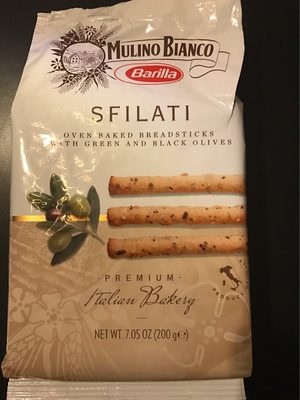 MULINO BIANCO
Barilla
SFILATI
OVEN BAKED BREADSTICKS
WITH GREEN AND BLACK OLIVES
PREMIUM
Italian Bakery
NET WT. 7.05 OZ (200 g e)